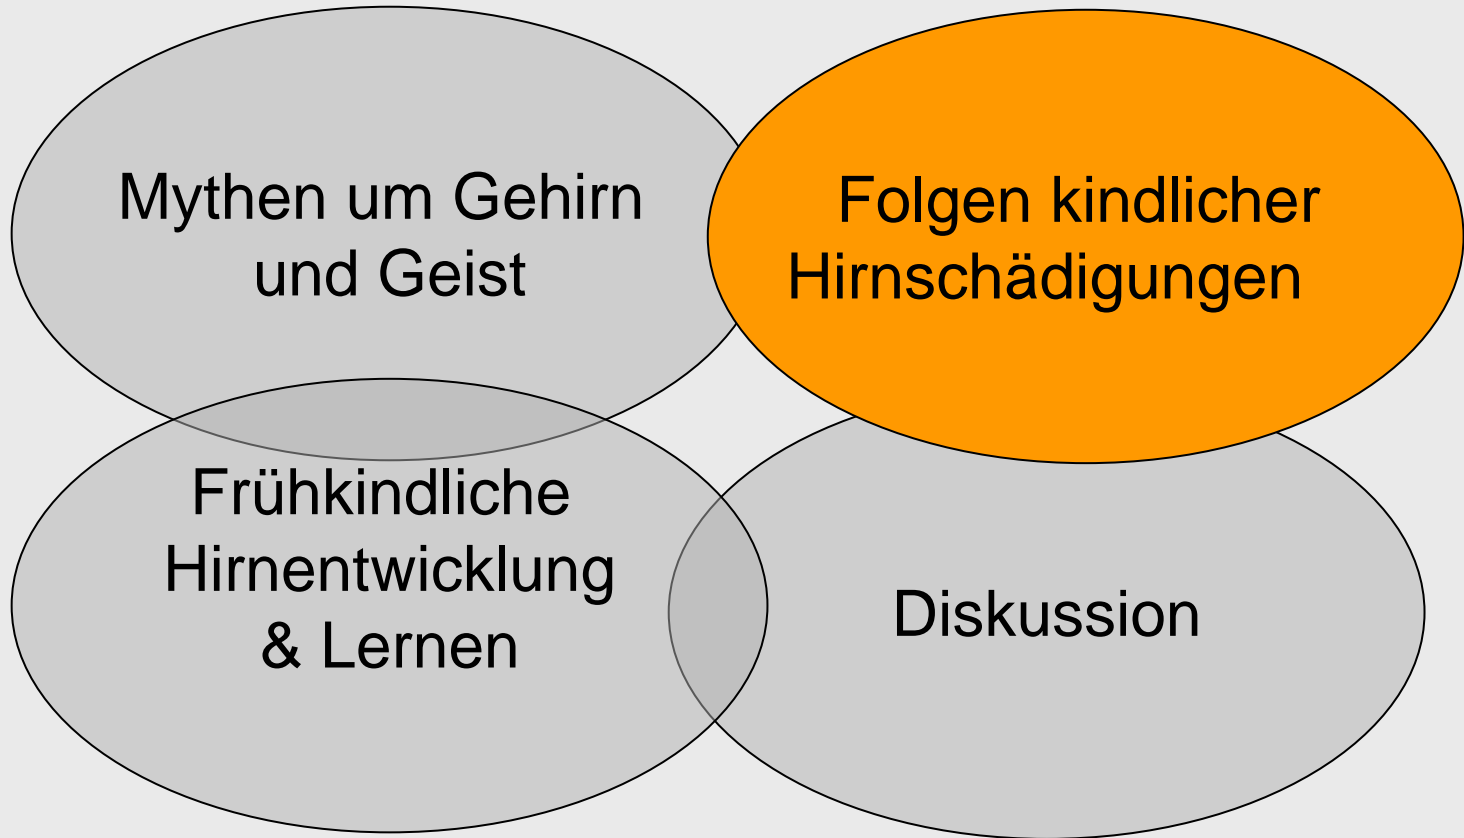 Mythen um Gehirn
und Geist
Folgen kindlicher
Hirnschädigungen
Frühkindliche
Hirnentwicklung
& Lernen
Diskussion